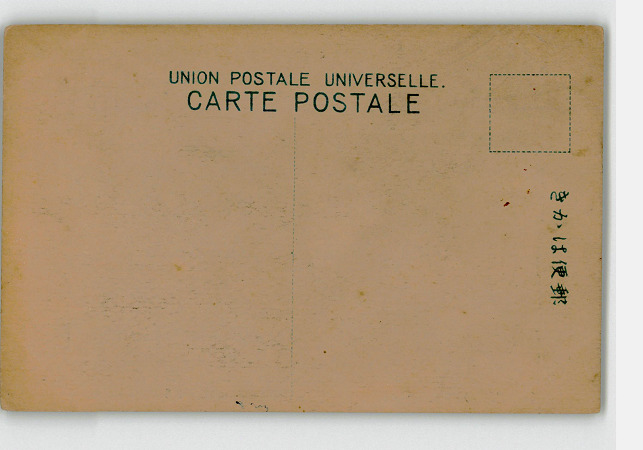 UNION POSTALE UNIVERSELLE.
CARTE POSTALE
郵便はかき